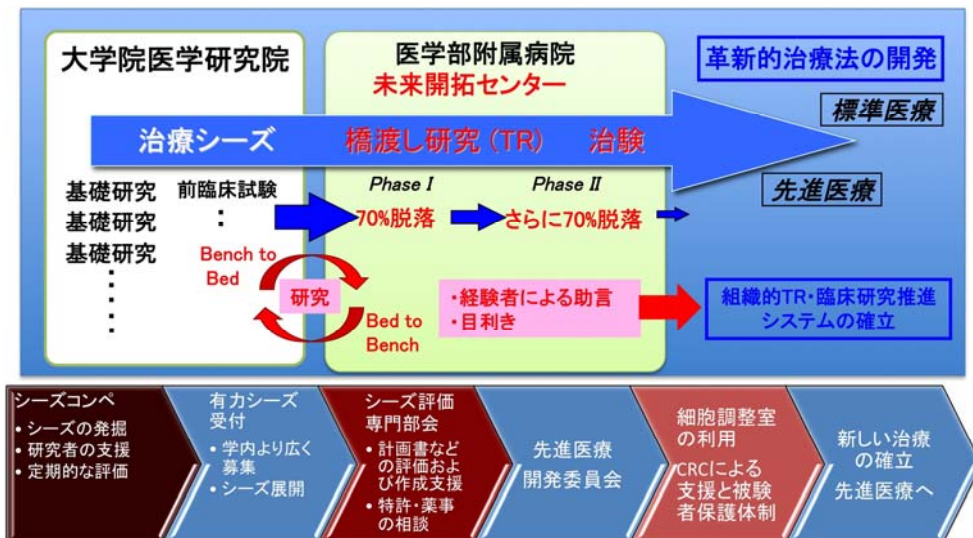 大学院医学研究院
医学部附属病院
未来開拓センター
革新的治療法の開発
標準医療
治療シーズ
橋渡し研究(TR)
治験
先進医療
基礎研究
前臨床試験
Phase I
Phase II
基礎研究
:
70%脱落
さらに70%脱落
基礎研究
Bench to
Bed
研究
Bed to
Bench
・経験者による助言
・目利き
組織的TR・臨床研究推進
システムの確立
シーズコンペ
• シーズの発掘
• 研究者の支援
• 定期的な評価
有力シーズ
受付
• 学内より広く
募集
• シーズ展開
シーズ評価
専門部会
• 計画書など
の評価およ
び作成支援
• 特許・薬事
の相談
先進医療
開発委員会
細胞調整室
の利用
CRCによる
支援と被験
者保護体制
新しい治療
の確立
先進医療へ